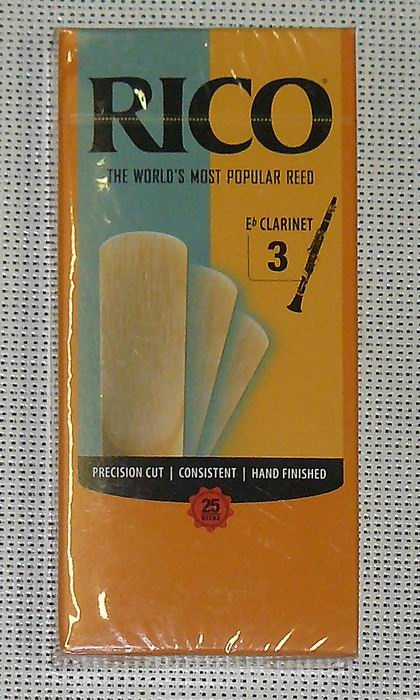 RICO
THE WORLD'S MOST POPULAR REED
E♭ CLARINET
3
PRECISION CUT | CONSISTENT | HAND FINISHED
25